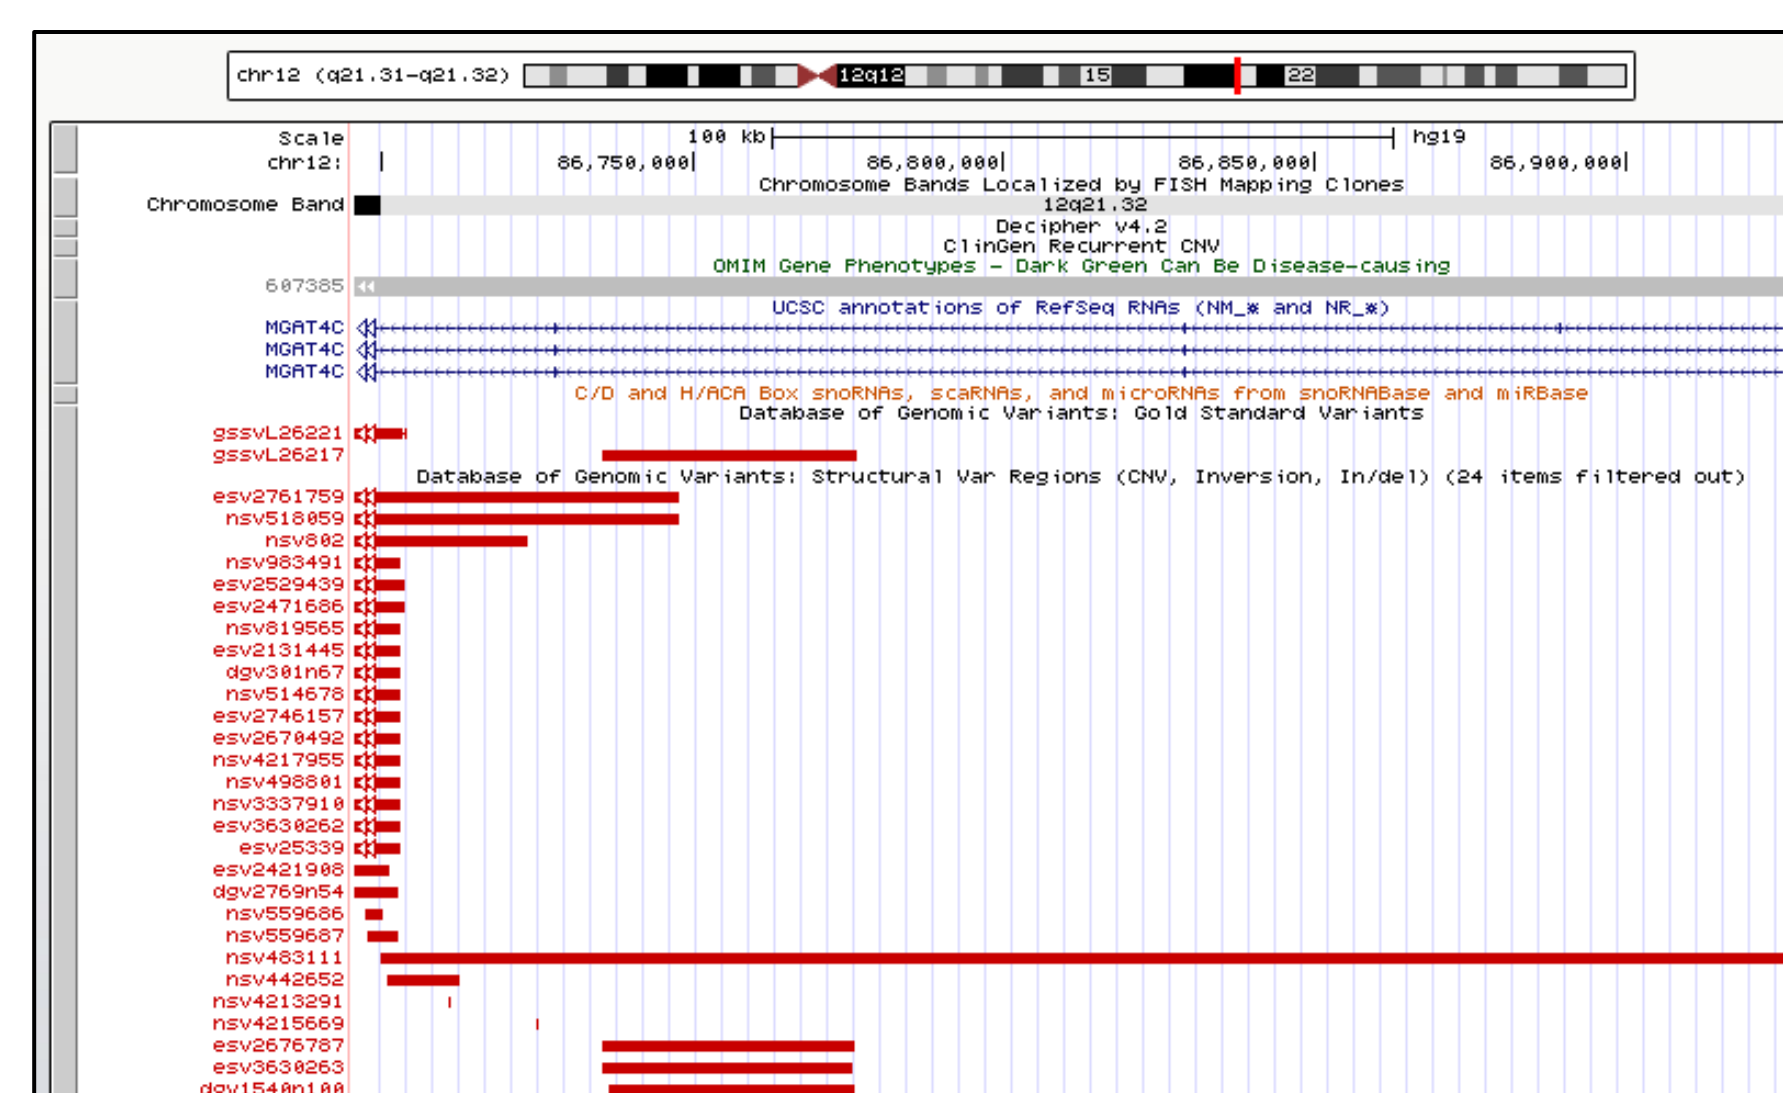 chr12 (q21.31-q21.32) 12q12 15 22
Scale 100 kb hg19
chr12: 86,750,000 86,800,000 86,850,000 86,900,000
Chromosome Bands Localized by FISH Mapping Clones
Chromosome Band 12q21.32
Decipher v4.2
ClinGen Recurrent CNV
OMIM Gene Phenotypes - Dark Green Can Be Disease-causing
607385
UCSC annotations of RefSeq RNAs (NM_* and NR_*)
MGAT4C
MGAT4C
MGAT4C
C/D and H/ACA Box snoRNAs, scaRNAs, and microRNAs from snoRNABase and miRBase
Database of Genomic Variants: Gold Standard Variants
gssvL26221
gssvL26217
Database of Genomic Variants: Structural Var Regions (CNV, Inversion, In/del) (24 items filtered out)
esv2761759
nsv518059
nsv802
nsv983491
esv2529439
esv2471686
nsv819565
esv2131445
dgv301n67
nsv514678
esv2746157
esv2670492
nsv4217955
nsv498801
nsv3337910
esv3630262
esv25339
esv2421908
dgv2769n54
nsv559686
nsv559687
nsv483111
nsv442652
nsv4213291
nsv4215669
esv2676787
esv3630263
dgv1540n100